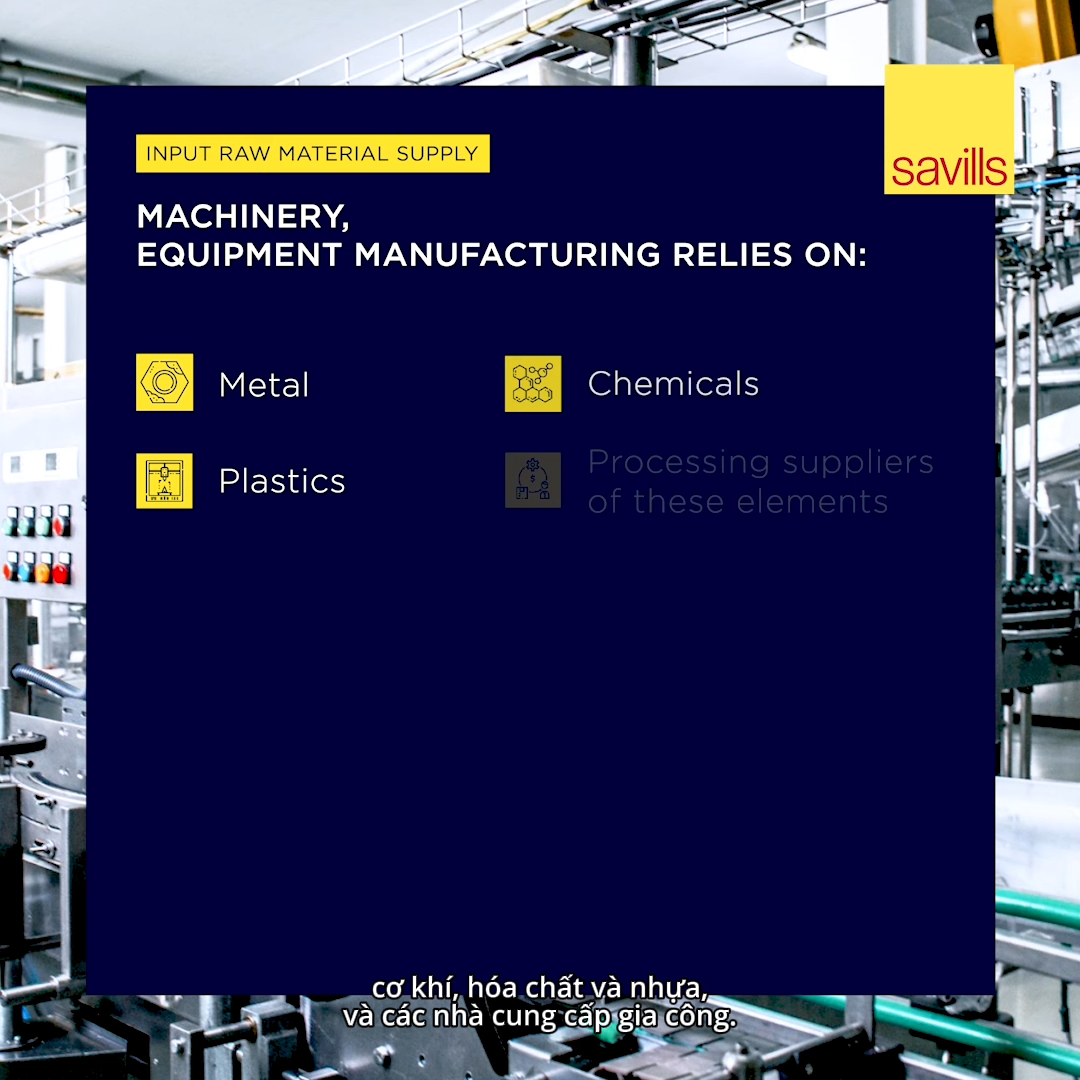 savills
INPUT RAW MATERIAL SUPPLY
MACHINERY,
EQUIPMENT MANUFACTURING RELIES ON:
Metal
Chemicals
Plastics
Processing suppliers
of these elements
cơ khí, hóa chất và nhựa,
và các nhà cung cấp gia công.